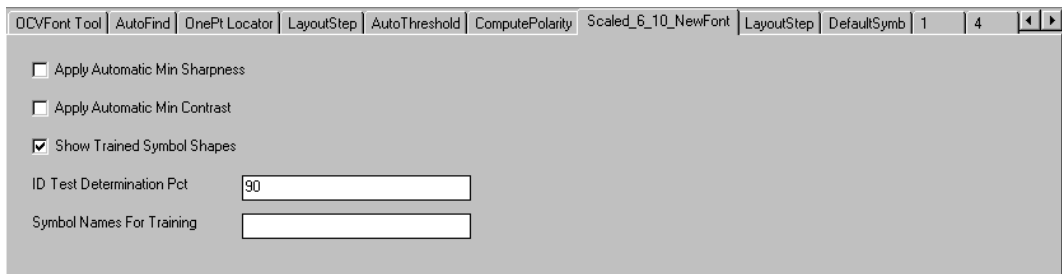 OCVFont Tool AutoFind OnePt Locator LayoutStep AutoThreshold ComputePolarity Scaled_6_10_NewFont LayoutStep DefaultSymb 1 4
Apply Automatic Min Sharpness
Apply Automatic Min Contrast
Show Trained Symbol Shapes
ID Test Determination Pct 90
Symbol Names For Training